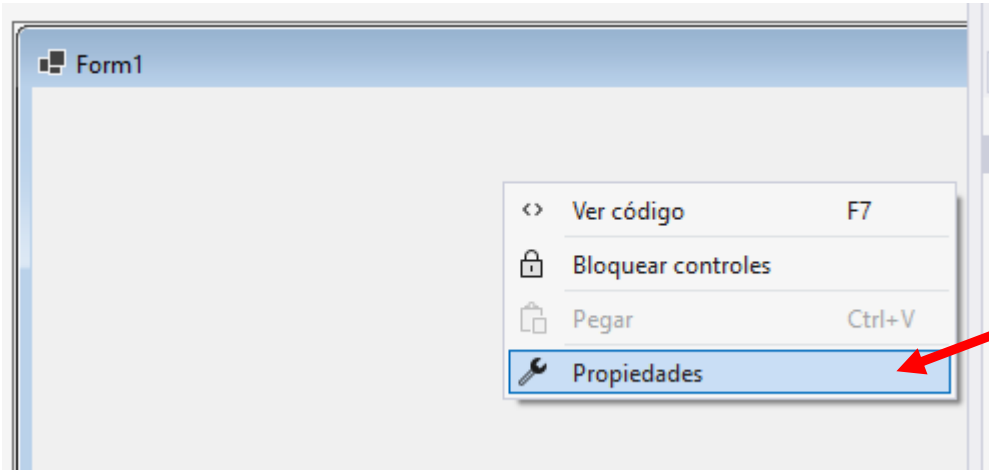 Form1
Ver código F7
Bloquear controles
Pegar Ctrl+V
Propiedades